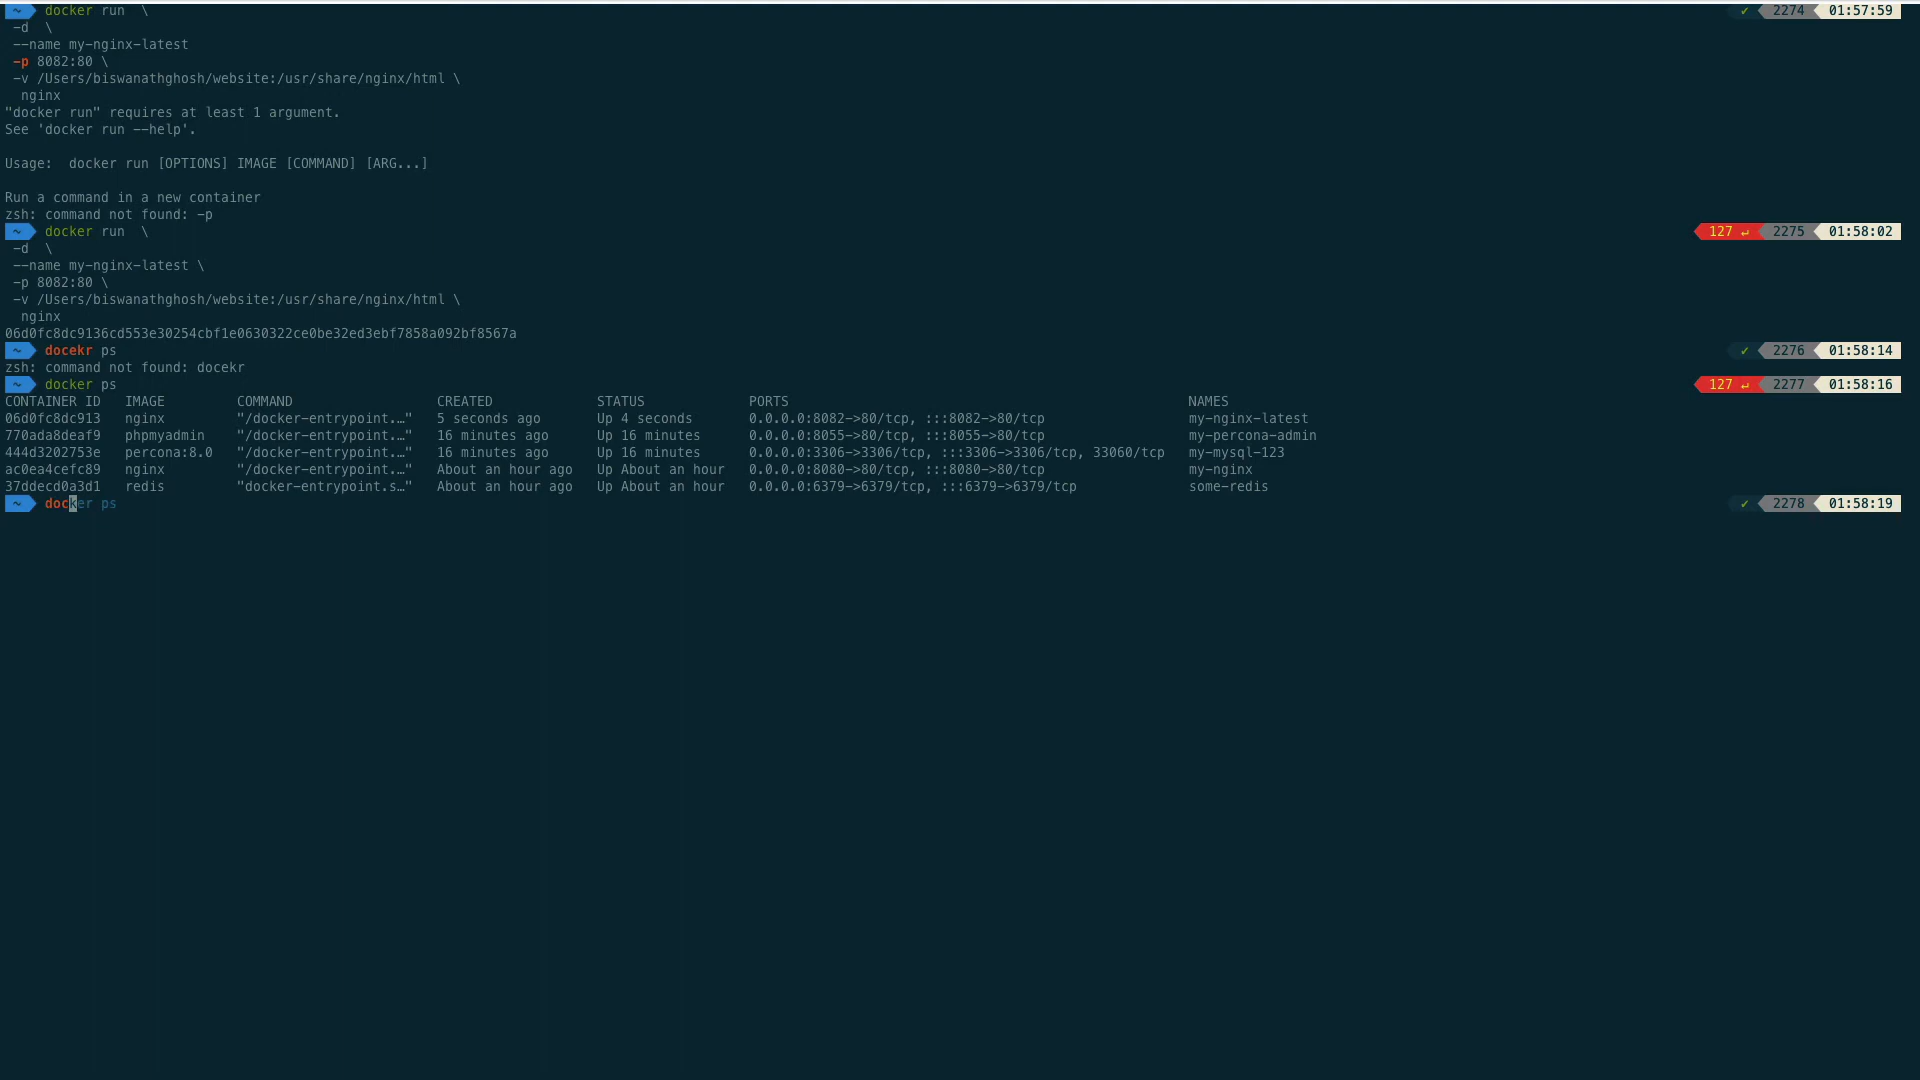 ~ docker run  \ ✓ 2274 01:57:59
 -d  \
 --name my-nginx-latest
 -p 8082:80 \
 -v /Users/biswanathghosh/website:/usr/share/nginx/html \
  nginx
"docker run" requires at least 1 argument.
See 'docker run --help'.
Usage:  docker run [OPTIONS] IMAGE [COMMAND] [ARG...]
Run a command in a new container
zsh: command not found: -p
~ docker run  \ 127 ↵ 2275 01:58:02
 -d  \
 --name my-nginx-latest \
 -p 8082:80 \
 -v /Users/biswanathghosh/website:/usr/share/nginx/html \
  nginx
06d0fc8dc9136cd553e30254cbf1e0630322ce0be32ed3ebf7858a092bf8567a
~ docekr ps ✓ 2276 01:58:14
zsh: command not found: docekr
~ docker ps 127 ↵ 2277 01:58:16
CONTAINER ID   IMAGE         COMMAND                  CREATED             STATUS             PORTS                                                  NAMES
06d0fc8dc913   nginx         "/docker-entrypoint.…"   5 seconds ago       Up 4 seconds       0.0.0.0:8082->80/tcp, :::8082->80/tcp                  my-nginx-latest
770ada8deaf9   phpmyadmin    "/docker-entrypoint.…"   16 minutes ago      Up 16 minutes      0.0.0.0:8055->80/tcp, :::8055->80/tcp                  my-percona-admin
444d3202753e   percona:8.0   "/docker-entrypoint.…"   16 minutes ago      Up 16 minutes      0.0.0.0:3306->3306/tcp, :::3306->3306/tcp, 33060/tcp   my-mysql-123
ac0ea4cefc89   nginx         "/docker-entrypoint.…"   About an hour ago   Up About an hour   0.0.0.0:8080->80/tcp, :::8080->80/tcp                  my-nginx
37ddecd0a3d1   redis         "docker-entrypoint.s…"   About an hour ago   Up About an hour   0.0.0.0:6379->6379/tcp, :::6379->6379/tcp              some-redis
~ docker ps ✓ 2278 01:58:19